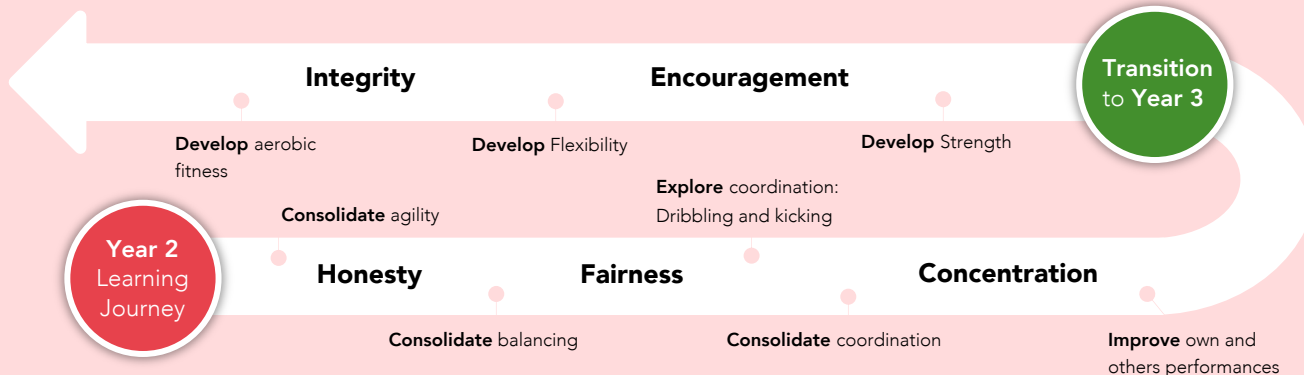 Integrity
Encouragement
Transition
to Year 3
Develop aerobic
fitness
Develop Flexibility
Develop Strength
Explore coordination:
Dribbling and kicking
Consolidate agility
Year 2
Learning
Journey
Honesty
Fairness
Concentration
Consolidate balancing
Consolidate coordination
Improve own and
others performances